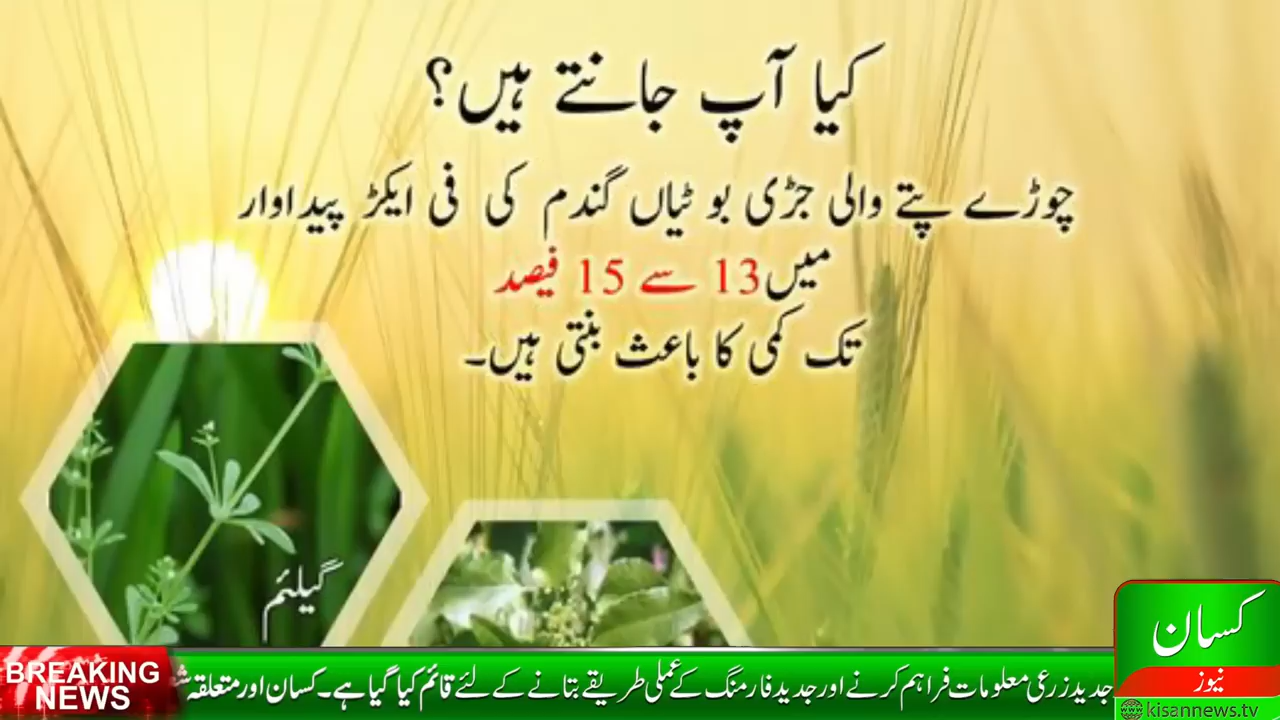 کیا آپ جانتے ہیں؟
چوڑے پتے والی جڑی بوٹیاں گندم کی فی ایکڑ پیداوار
میں 13 سے 15 فیصد
تک کمی کا باعث بنتی ہیں۔
گیلئم
کسان
نیوز
kisannews.tv
BREAKING
NEWS
جدید زرعی معلومات فراہم کرنے اور جدید فارمنگ کے عملی طریقے بتانے کے لئے قائم کیا گیا ہے۔ کسان اور متعلقہ